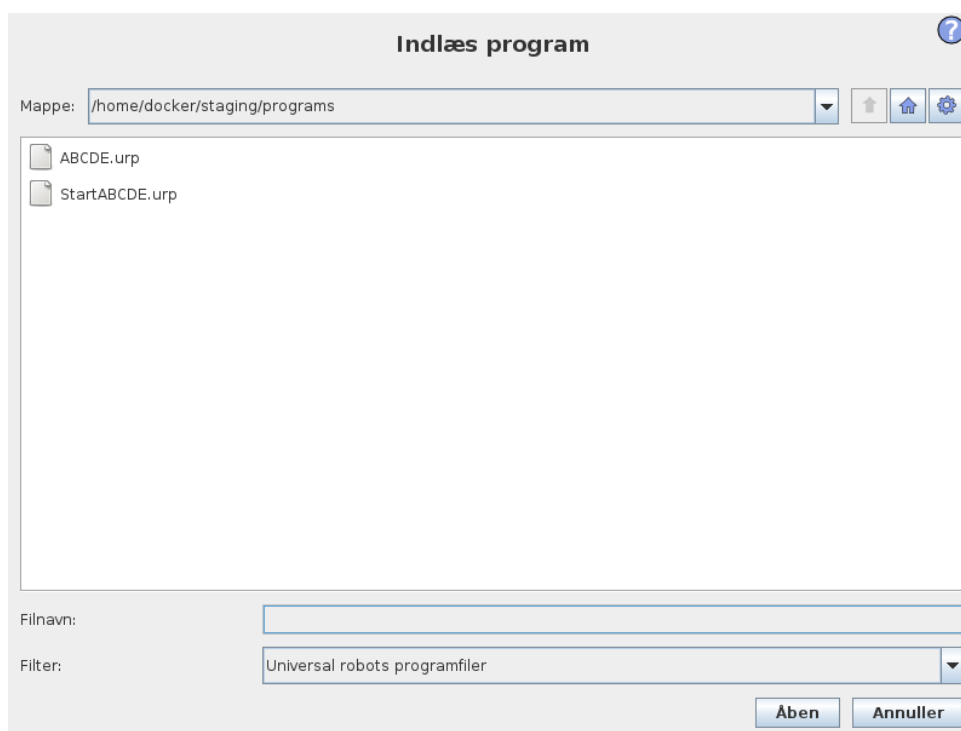 Indlæs program
?
Mappe: /home/docker/staging/programs
ABCDE.urp
StartABCDE.urp
Filnavn:
Filter: Universal robots programfiler
Åben Annuller